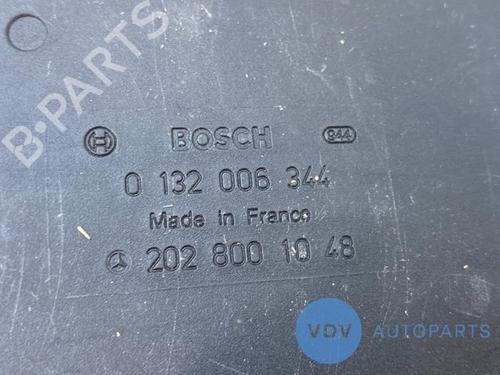 B-PARTS
BOSCH 944
0 132 006 344
Made in France
202 800 10 48
VDV AUTOPARTS